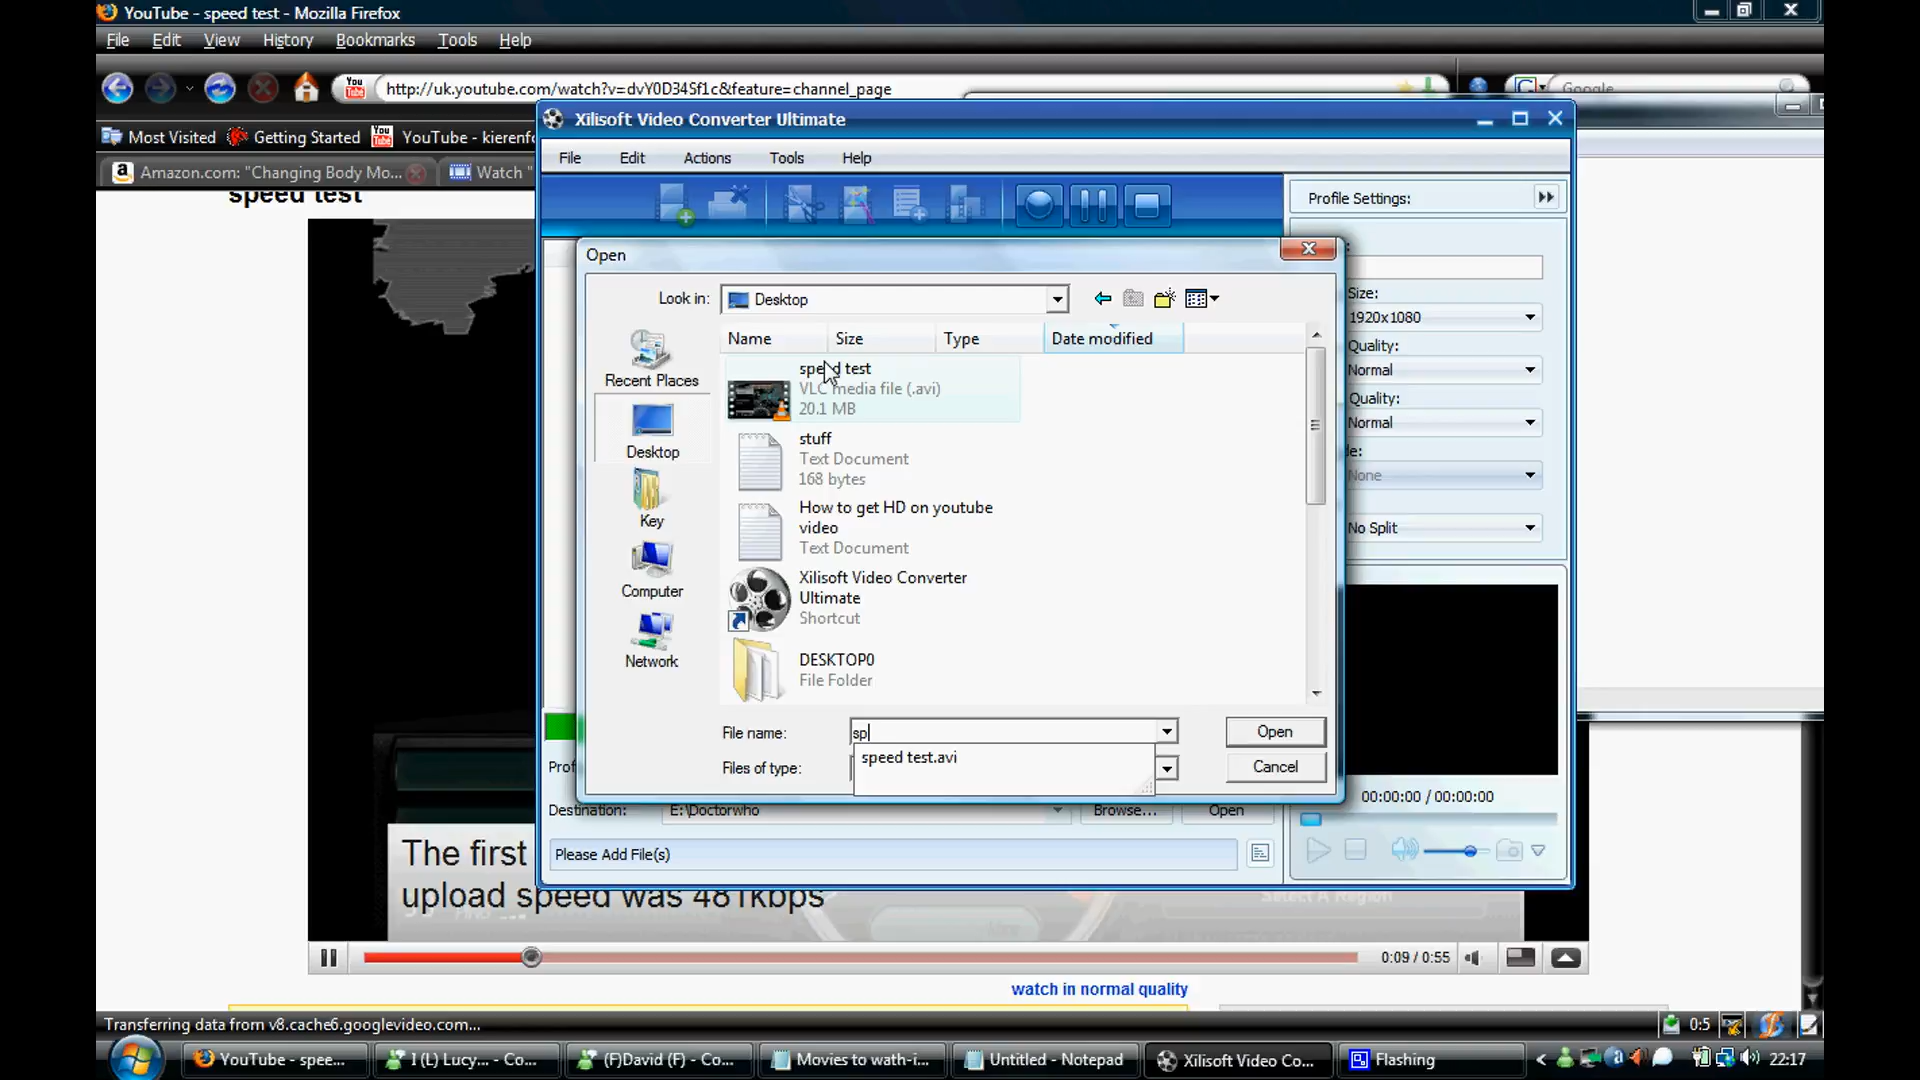 YouTube - speed test - Mozilla Firefox
File Edit View History Bookmarks Tools Help
http://uk.youtube.com/watch?v=dvY0D34Sf1c&feature=channel_page
Google
Most Visited Getting Started YouTube - kierenf
Amazon.com: "Changing Body Mo... Watch "
speed test
Xilisoft Video Converter Ultimate
File Edit Actions Tools Help
Profile Settings:
Open
Look in: Desktop
Name Size Type Date modified
Recent Places
Desktop
Key
Computer
Network
speed test
VLC media file (.avi)
20.1 MB
stuff
Text Document
168 bytes
How to get HD on youtube
video
Text Document
Xilisoft Video Converter
Ultimate
Shortcut
DESKTOP0
File Folder
File name: sp Open
speed test.avi
Files of type: Cancel
Size:
1920x1080
Quality:
Normal
Quality:
Normal
None
No Split
00:00:00 / 00:00:00
Prof
Destination: E:\Doctorwho Browse... Open
Please Add File(s)
The first
upload speed was 481kbps
Select A Region
0:09 / 0:55
watch in normal quality
Transferring data from v8.cache6.googlevideo.com...
0:5
YouTube - spee... I (L) Lucy... - Co... (F)David (F) - Co... Movies to wath-i... Untitled - Notepad Xilisoft Video Co... Flashing 22:17